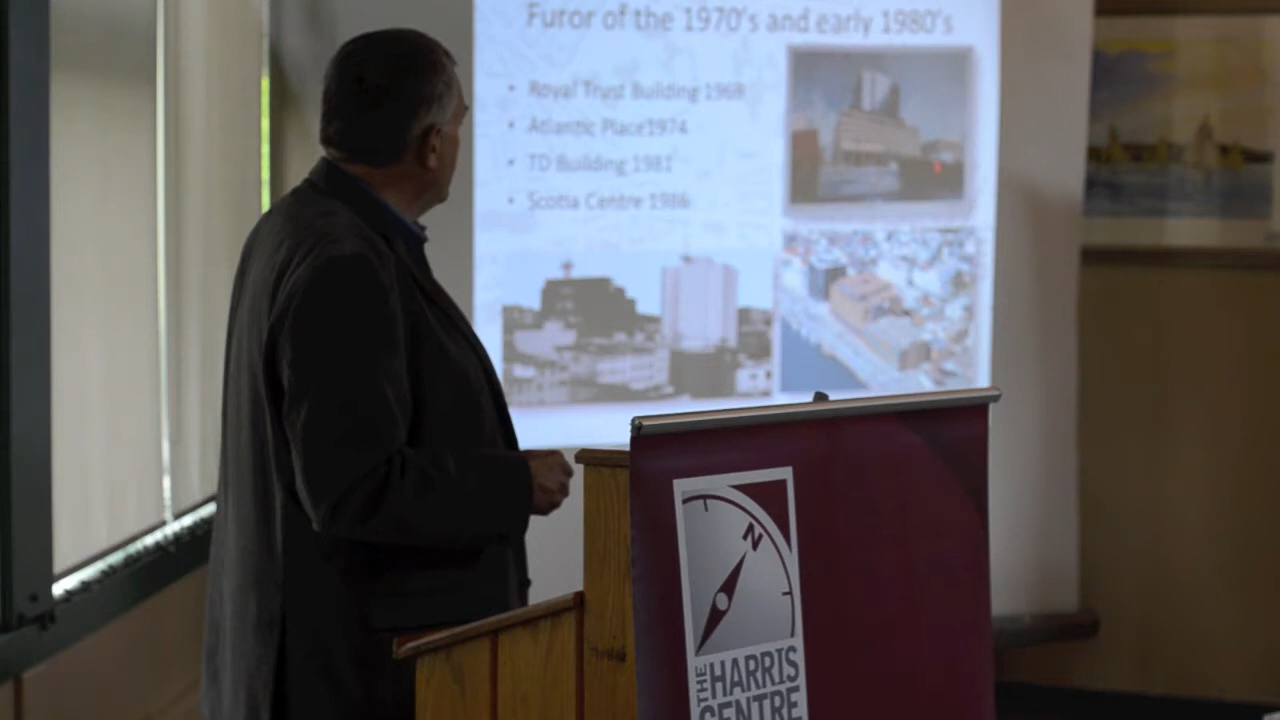 Furor of the 1970's and early 1980's
• Royal Trust Building 1968
• Atlantic Place1974
• TD Building 1981
• Scotia Centre 1986
N
THE
HARRIS
CENTRE